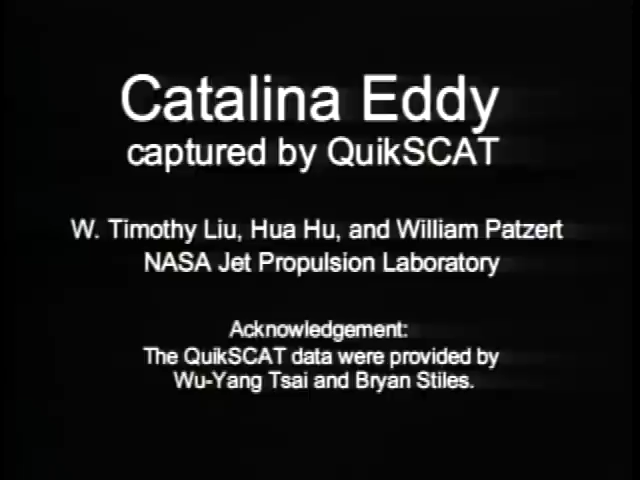 Catalina Eddy
captured by QuikSCAT
W. Timothy Liu, Hua Hu, and William Patzert
NASA Jet Propulsion Laboratory
Acknowledgement:
The QuikSCAT data were provided by
Wu-Yang Tsai and Bryan Stiles.